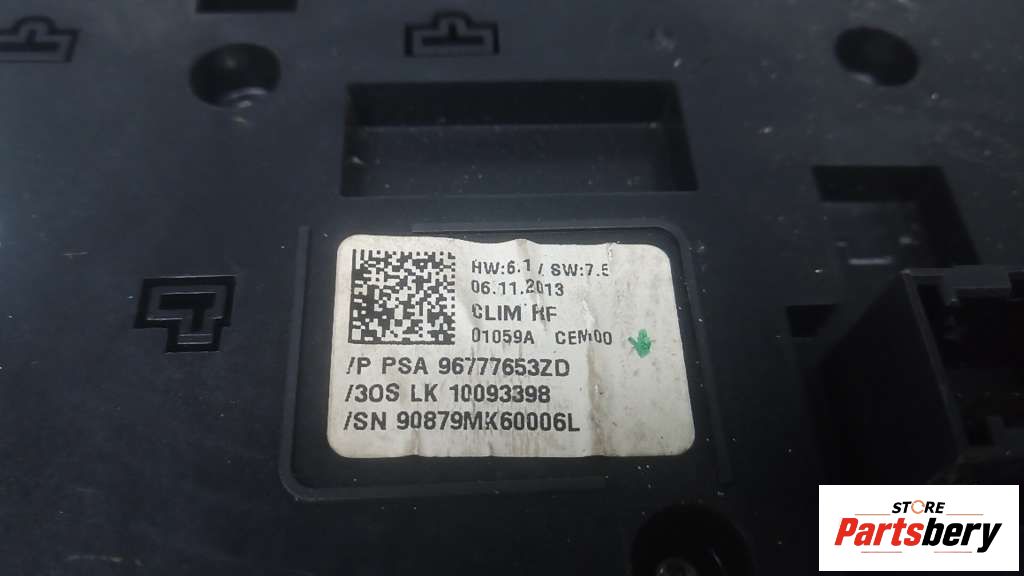 HW:6.1 / SW:7.5
06.11.2013
CLIM RF
01059A CEM00
/P PSA 96777653ZD
/3OS LK 10093398
/SN 90879MK60006L
STORE
Partsbery